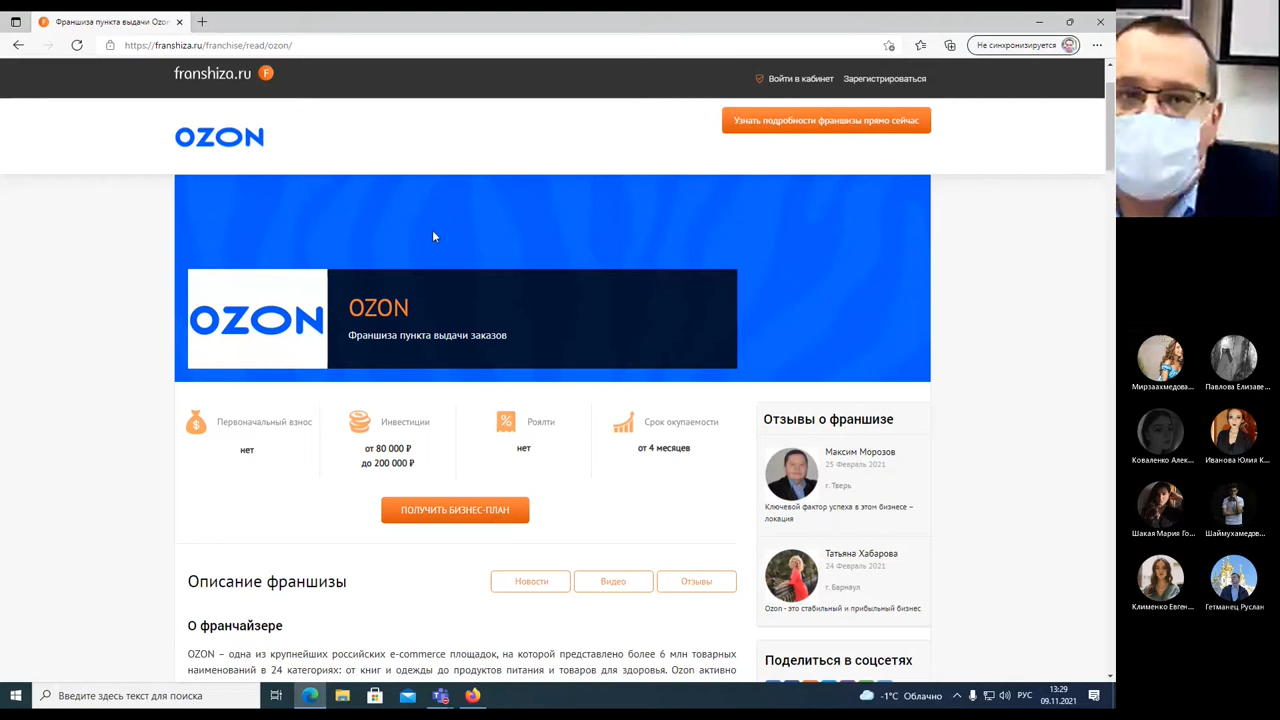 Франшиза пункта выдачи Ozon
https://franshiza.ru/franchise/read/ozon/
Не синхронизируется
franshiza.ru F
Войти в кабинет
Зарегистрироваться
OZON
Узнать подробности франшизы прямо сейчас
OZON
OZON
Франшиза пункта выдачи заказов
Первоначальный взнос
нет
Инвестиции
от 80 000 ₽
до 200 000 ₽
Роялти
нет
Срок окупаемости
от 4 месяцев
ПОЛУЧИТЬ БИЗНЕС-ПЛАН
Описание франшизы
Новости
Видео
Отзывы
О франчайзере
OZON – одна из крупнейших российских e-commerce площадок, на которой представлено более 6 млн товарных
наименований в 24 категориях: от книг и одежды до продуктов питания и товаров для здоровья. Ozon активно
Отзывы о франшизе
Максим Морозов
25 Февраль 2021
г. Тверь
Ключевой фактор успеха в этом бизнесе –
локация
Татьяна Хабарова
24 Февраль 2021
г. Барнаул
Ozon - это стабильный и прибыльный бизнес
Поделиться в соцсетях
Мирзаахмедова...
Павлова Елизаве...
Коваленко Алек...
Иванова Юлия К...
Шакая Мария Го...
Шаймухамедов...
Клименко Евген...
Гетманец Руслан
Введите здесь текст для поиска
-1°C Облачно
РУС
13:29
09.11.2021